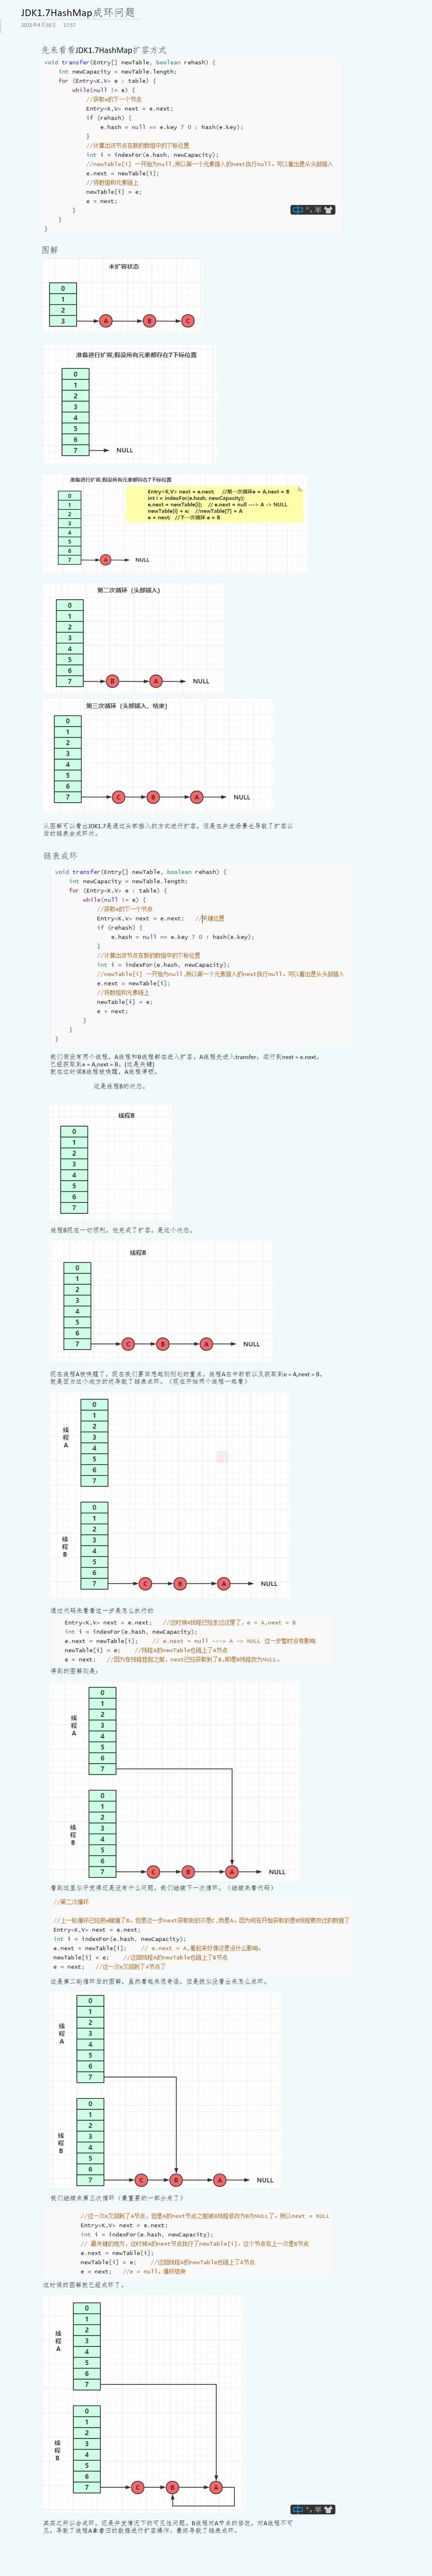 JDK1.7HashMap成环问题
2021年4月16日 17:57
先来看看JDK1.7HashMap扩容方式
void transfer(Entry[] newTable, boolean rehash) {
int newCapacity = newTable.length;
for (Entry<K,V> e : table) {
while(null != e) {
//获取e的下一个节点
Entry<K,V> next = e.next;
if (rehash) {
e.hash = null == e.key ? 0 : hash(e.key);
}
//计算出该节点在新的数组中的下标位置
int i = indexFor(e.hash, newCapacity);
//newTable[i] 一开始为null,所以第一个元素插入的next执行null。可以看出是从头部插入
e.next = newTable[i];
//将数组和元素链上
newTable[i] = e;
e = next;
}
}
}
中 °, 半
图解
未扩容状态
0
1
2
3
A
B
C
准备进行扩容,假设所有元素都存在7下标位置
0
1
2
3
4
5
6
7
NULL
准备进行扩容,假设所有元素都存在7下标位置
Entry<K,V> next = e.next; //第一次循环e = A,next = B
int i = indexFor(e.hash, newCapacity);
e.next = newTable[i]; // e.next = null ---> A -> NULL
newTable[i] = e; //newTable[7] = A
e = next; //下一次循环 e = B
0
1
2
3
4
5
6
7
A
NULL
第二次循环（头部插入)
0
1
2
3
4
5
6
7
B
A
NULL
第三次循环（头部插入，结束)
0
1
2
3
4
5
6
7
C
B
A
NULL
从图解可以看出JDK1.7是通过头部插入的方式进行扩容，但是在并发场景也导致了扩容以
后的链表会成环状。
链表成环
void transfer(Entry[] newTable, boolean rehash) {
int newCapacity = newTable.length;
for (Entry<K,V> e : table) {
while(null != e) {
//获取e的下一个节点
Entry<K,V> next = e.next; //关键位置
if (rehash) {
e.hash = null == e.key ? 0 : hash(e.key);
}
//计算出该节点在新的数组中的下标位置
int i = indexFor(e.hash, newCapacity);
//newTable[i] 一开始为null,所以第一个元素插入的next执行null。可以看出是从头部插入
e.next = newTable[i];
//将数组和元素链上
newTable[i] = e;
e = next;
}
}
}
我们假设有两个线程，A线程和B线程都在进入扩容。A线程先进入transfer，运行到next = e.next。
已经获取到e = A,next = B。(这是关键)
就在这时候B线程被唤醒，A线程停顿。
这是线程B的状态。
线程B
0
1
2
3
4
5
6
7
线程B现在一切顺利，他完成了扩容。是这个状态。
线程B
0
1
2
3
4
5
6
7
C
B
A
NULL
现在线程A被唤醒了，现在我们要回想起刚刚划的重点。线程A在中断前以及获取到e = A,next = B。
就是因为这个地方的坑导致了链表成环。（现在开始两个线程一起看）
线程A
0
1
2
3
4
5
6
7
线程B
0
1
2
3
4
5
6
7
C
B
A
NULL
通过代码来看看这一步是怎么执行的
Entry<K,V> next = e.next; //这时候A线程已经走过这里了，e = A,next = B
int i = indexFor(e.hash, newCapacity);
e.next = newTable[i]; // e.next = null ---> A -> NULL 这一步暂时没有影响
newTable[i] = e; //线程A的newTable也链上了A节点
e = next; //因为在线程挂起之前，next已经获取到了B,即是B线程改为NULL。
得到的图解则是：
线程A
0
1
2
3
4
5
6
7
线程B
0
1
2
3
4
5
6
7
C
B
A
NULL
看到这里似乎觉得还是没有什么问题。我们继续下一次循环。（继续来看代码）
//第二次循环
//上一轮循环已经把e赋值了B。但是这一步next获取到的不是C,而是A。因为现在开始获取的是B线程更改过的数据了
Entry<K,V> next = e.next;
int i = indexFor(e.hash, newCapacity);
e.next = newTable[i]; // e.next = A,看起来好像还是没什么影响。
newTable[i] = e; //这回线程A的newTable也链上了B节点
e = next; //这一次e又回到了A节点了
这是第二轮循环后的图解，虽然看起来很奇怪，但是貌似没看出来怎么成环。
线程A
0
1
2
3
4
5
6
7
线程B
0
1
2
3
4
5
6
7
C
B
A
NULL
我们继续来第三次循环（最重要的一部分来了）
//这一次e又回到了A节点，但是A的next节点之前被B线程修改为B为NULL了，所以next = NULL
Entry<K,V> next = e.next;
int i = indexFor(e.hash, newCapacity);
// 最关键的地方，这时候A的next节点执行了newTable[i]，这个节点在上一次是B节点
e.next = newTable[i];
newTable[i] = e; //这回线程A的newTable也链上了A节点
e = next; //e = null，循环结束
这时候的图解就已经成环了。
线程A
0
1
2
3
4
5
6
7
线程B
0
1
2
3
4
5
6
7
C
B
A
中 °, 半
其实之所以会成环，还是并发情况下的可见性问题。B线程对A节点的修改，对A线程不可
见。导致了线程A拿着旧的数据进行扩容操作。最终导致了链表成环。